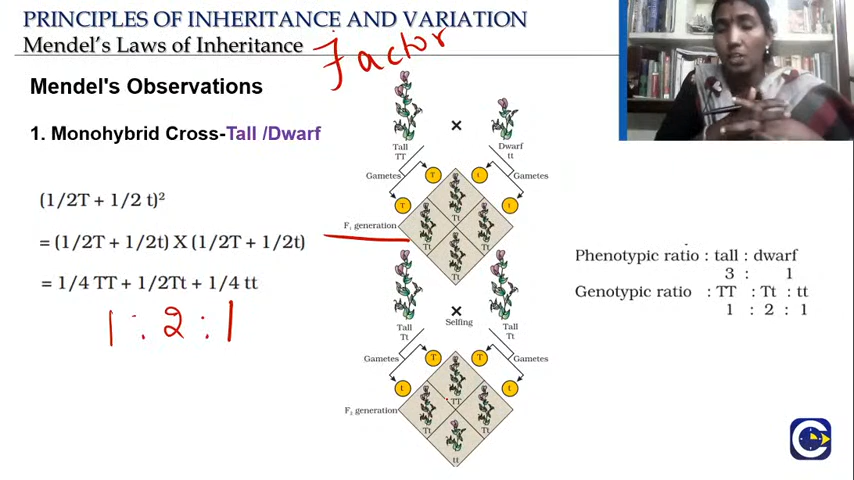 PRINCIPLES OF INHERITANCE AND VARIATION
Mendel's Laws of Inheritance
Factor
Mendel's Observations
1. Monohybrid Cross-Tall /Dwarf
(1/2T + 1/2 t)²
= (1/2T + 1/2t) X (1/2T + 1/2t)
= 1/4 TT + 1/2Tt + 1/4 tt
1 : 2 : 1
×
Tall Dwarf
TT tt
Gametes T t Gametes
T t
Tt
F₁ generation
Tt Tt
Tt
×
Selfing
Tall Tall
Tt Tt
Gametes T T Gametes
t t
TT
F₂ generation
Tt Tt
tt
Phenotypic ratio : tall : dwarf
3 : 1
Genotypic ratio : TT : Tt : tt
1 : 2 : 1